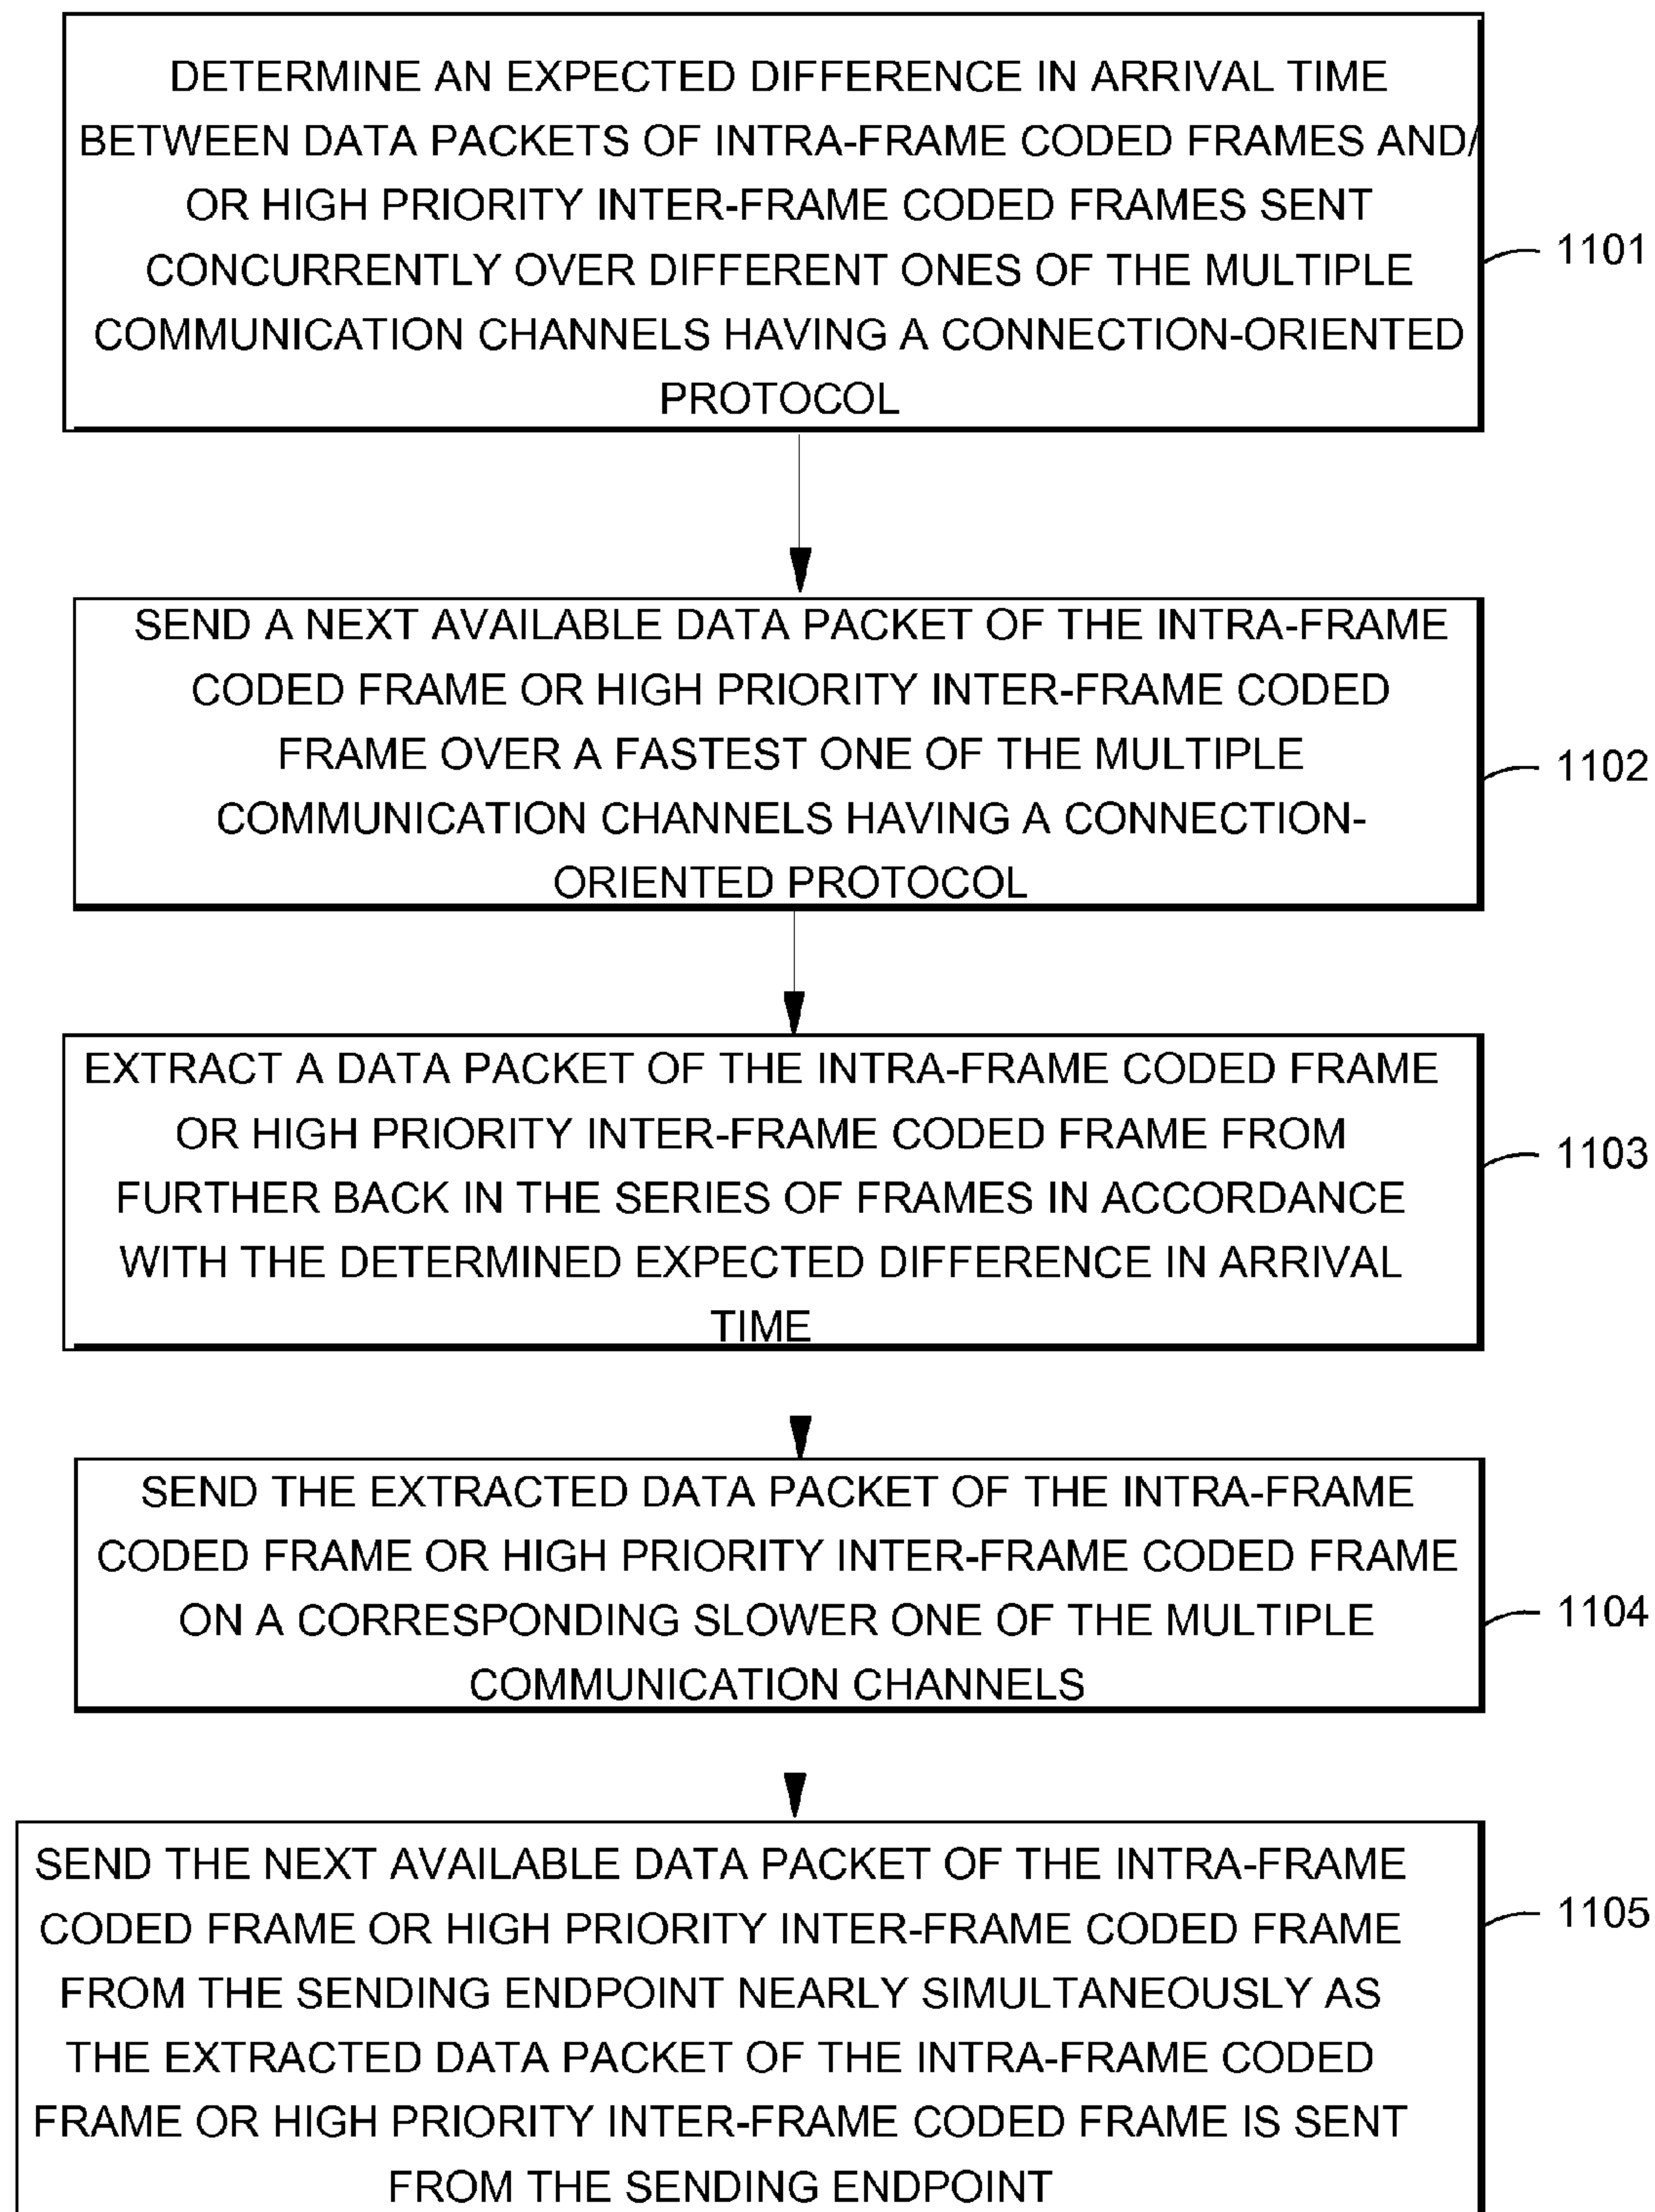 DETERMINE AN EXPECTED DIFFERENCE IN ARRIVAL TIME
BETWEEN DATA PACKETS OF INTRA-FRAME CODED FRAMES AND/
OR HIGH PRIORITY INTER-FRAME CODED FRAMES SENT
CONCURRENTLY OVER DIFFERENT ONES OF THE MULTIPLE
COMMUNICATION CHANNELS HAVING A CONNECTION-ORIENTED
PROTOCOL
1101
SEND A NEXT AVAILABLE DATA PACKET OF THE INTRA-FRAME
CODED FRAME OR HIGH PRIORITY INTER-FRAME CODED
FRAME OVER A FASTEST ONE OF THE MULTIPLE
COMMUNICATION CHANNELS HAVING A CONNECTION-
ORIENTED PROTOCOL
1102
EXTRACT A DATA PACKET OF THE INTRA-FRAME CODED FRAME
OR HIGH PRIORITY INTER-FRAME CODED FRAME FROM
FURTHER BACK IN THE SERIES OF FRAMES IN ACCORDANCE
WITH THE DETERMINED EXPECTED DIFFERENCE IN ARRIVAL
TIME
1103
SEND THE EXTRACTED DATA PACKET OF THE INTRA-FRAME
CODED FRAME OR HIGH PRIORITY INTER-FRAME CODED FRAME
ON A CORRESPONDING SLOWER ONE OF THE MULTIPLE
COMMUNICATION CHANNELS
1104
SEND THE NEXT AVAILABLE DATA PACKET OF THE INTRA-FRAME
CODED FRAME OR HIGH PRIORITY INTER-FRAME CODED FRAME
FROM THE SENDING ENDPOINT NEARLY SIMULTANEOUSLY AS
THE EXTRACTED DATA PACKET OF THE INTRA-FRAME CODED
FRAME OR HIGH PRIORITY INTER-FRAME CODED FRAME IS SENT
FROM THE SENDING ENDPOINT
1105